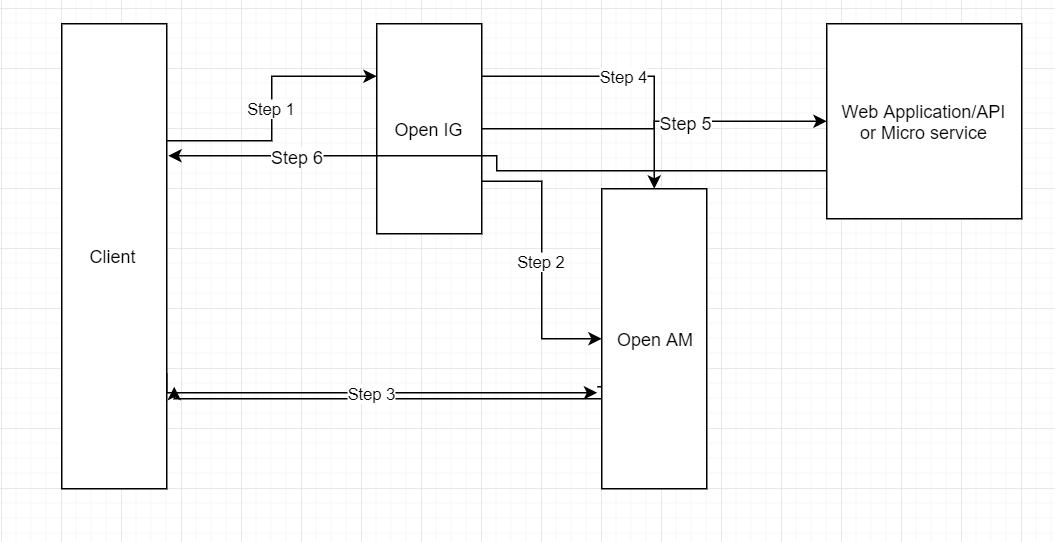 Step 4
Step 1
Web Application/API
or Micro service
Step 5
Open IG
Step 6
Client
Step 2
Open AM
Step 3